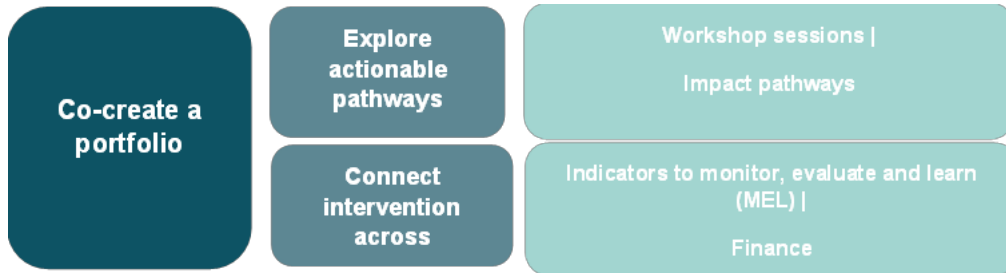 Co-create a
portfolio
Explore
actionable
pathways
Workshop sessions |
Impact pathways
Connect
intervention
across
Indicators to monitor, evaluate and learn
(MEL) |
Finance